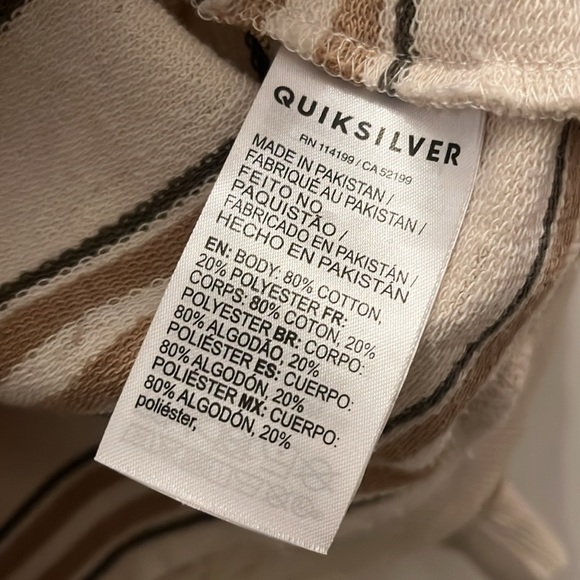 QUIKSILVER
RN 114199 / CA 52199
MADE IN PAKISTAN /
FABRIQUÉ AU PAKISTAN /
FEITO NO
PAQUISTÃO /
FABRICADO EN PAKISTÁN /
HECHO EN PAKISTÁN
EN: BODY: 80% COTTON,
20% POLYESTER FR:
CORPS: 80% COTON, 20%
POLYESTER BR: CORPO:
80% ALGODÃO, 20%
POLIÉSTER ES: CUERPO:
80% ALGODÓN, 20%
POLIÉSTER MX: CUERPO:
80% ALGODÓN, 20%
poliéster,